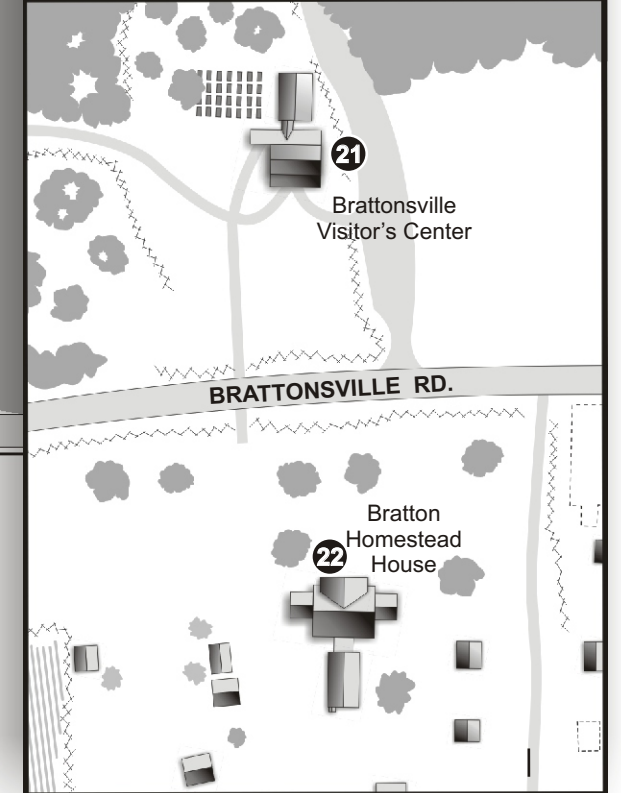 21
Brattonsville
Visitor's Center
BRATTONSVILLE RD.
Bratton
22 Homestead
House